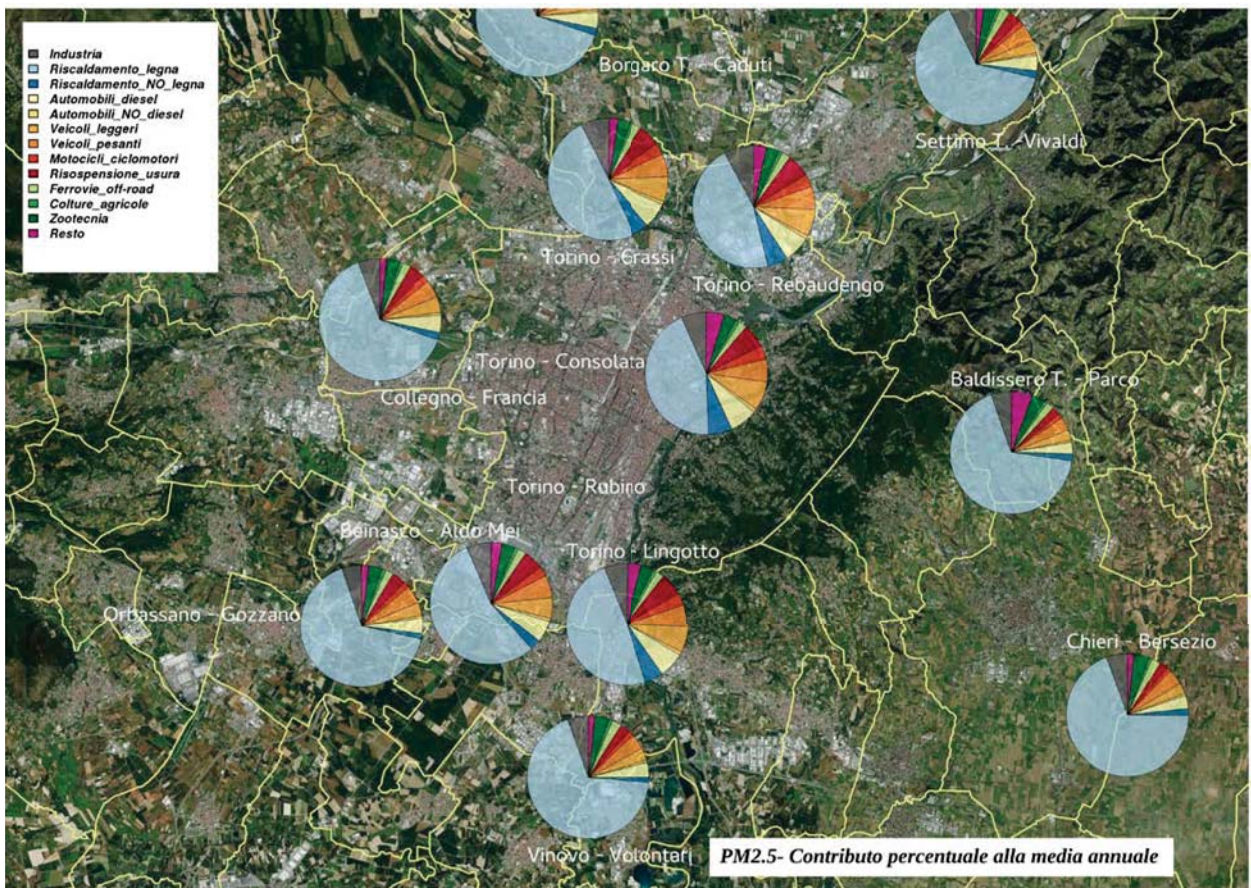 Industria
Riscaldamento_legna
Riscaldamento_NO_legna
Automobili_diesel
Automobili_NO_diesel
Veicoli_leggeri
Veicoli_pesanti
Motocicli_ciclomotori
Risospensione_usura
Ferrovie_off-road
Colture_agricole
Zootecnia
Resto
Borgaro T. - Caduti
Settimo T. - Vivaldi
Torino - Grassi
Torino - Rebaudengo
Torino - Consolata
Collegno - Francia
Baldissero T. - Parco
Torino - Rubino
Beinasco - Aldo Mei
Torino - Lingotto
Orbassano - Gozzano
Chieri - Bersezio
Vinovo - Volontari
PM2.5- Contributo percentuale alla media annuale